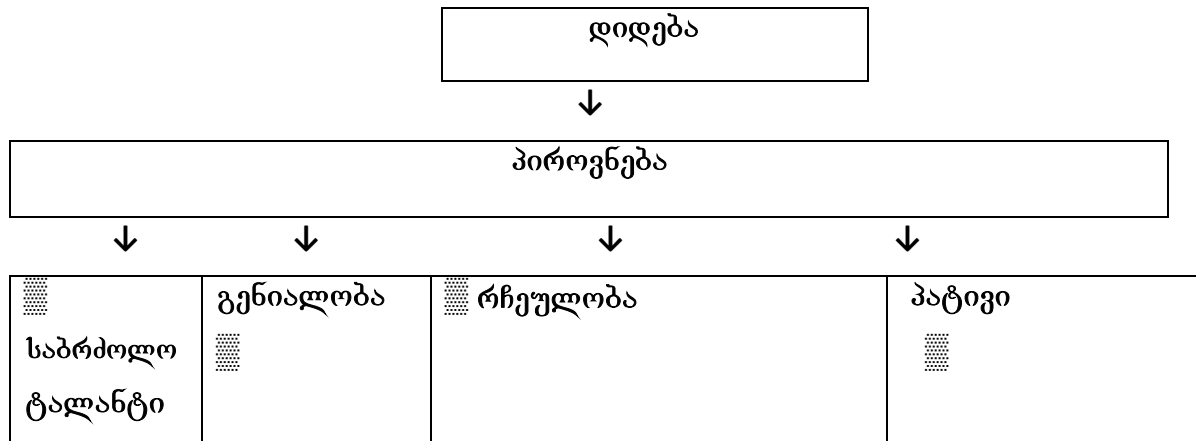 დიდება
პიროვნება
საბრძოლო
ტალანტი
გენიალობა
რჩეულობა
პატივი